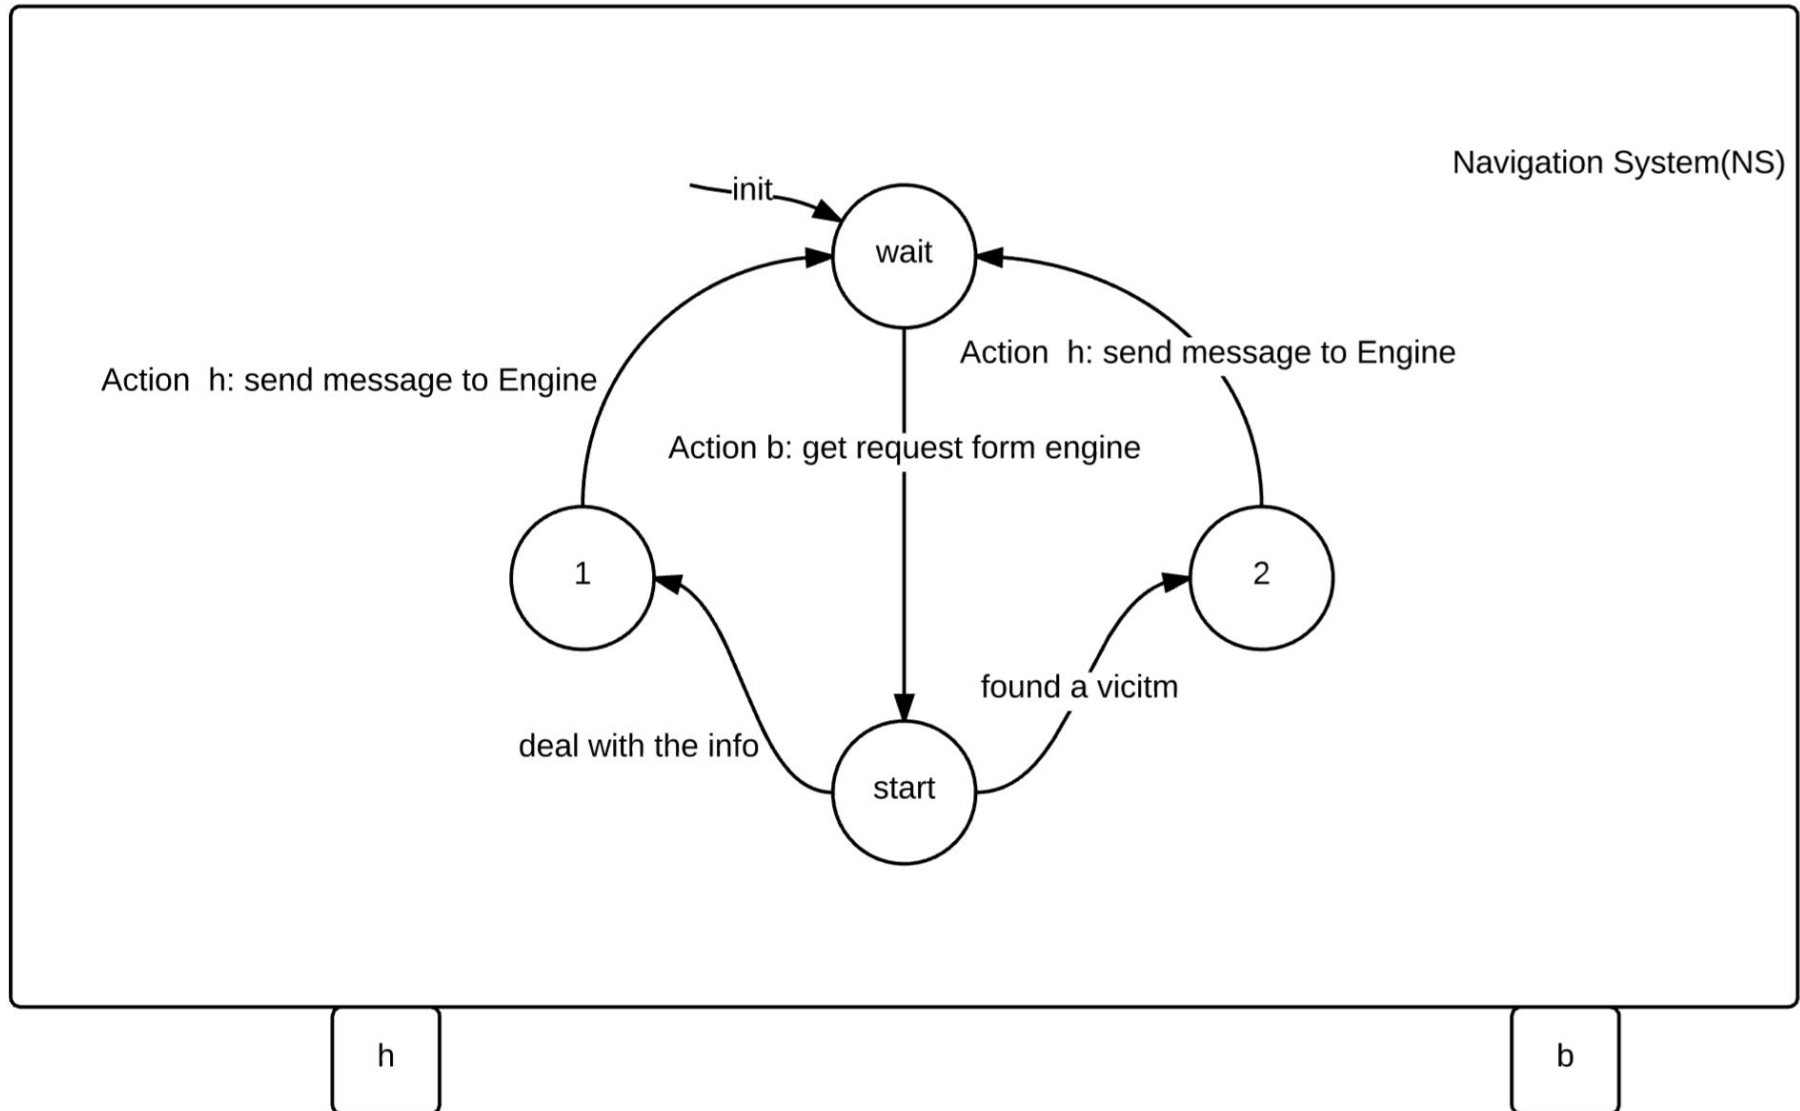 Navigation System(NS)
init
wait
Action h: send message to Engine
Action h: send message to Engine
Action b: get request form engine
1
2
found a vicitm
deal with the info
start
h
b